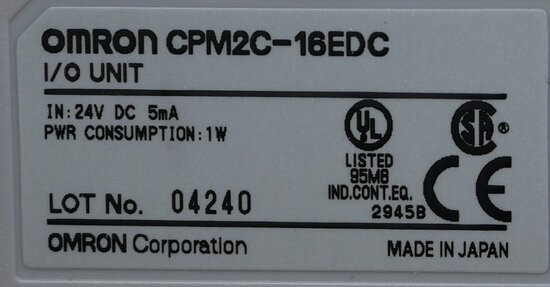 OMRON CPM2C-16EDC
I/O UNIT
IN:24V DC 5mA
PWR CONSUMPTION:1W
UL
SA ®
LISTED
95M8
IND.CONT.EQ.
2945B
CE
LOT No. 04240
OMRON Corporation
MADE IN JAPAN